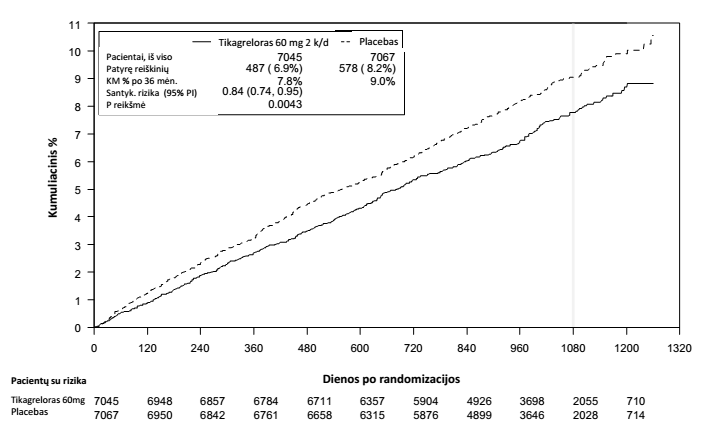 Tikagreloras 60 mg 2 k/d Placebas
Pacientai, iš viso 7045 7067
Patyrę reiškinių 487 ( 6.9%) 578 ( 8.2%)
KM % po 36 mėn. 7.8% 9.0%
Santyk. rizika (95% PI) 0.84 (0.74, 0.95)
P reikšmė 0.0043
Kumuliacinis %
11
10
9
8
7
6
5
4
3
2
1
0
0 120 240 360 480 600 720 840 960 1080 1200 1320
Dienos po randomizacijos
Pacientų su rizika
Tikagreloras 60mg 7045 6948 6857 6784 6711 6357 5904 4926 3698 2055 710
Placebas 7067 6950 6842 6761 6658 6315 5876 4899 3646 2028 714